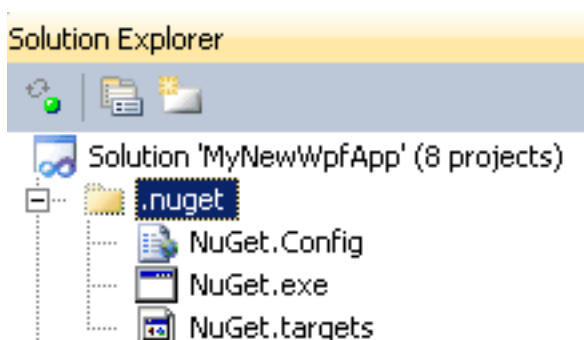 Solution Explorer
Solution 'MyNewWpfApp' (8 projects)
.nuget
NuGet.Config
NuGet.exe
NuGet.targets